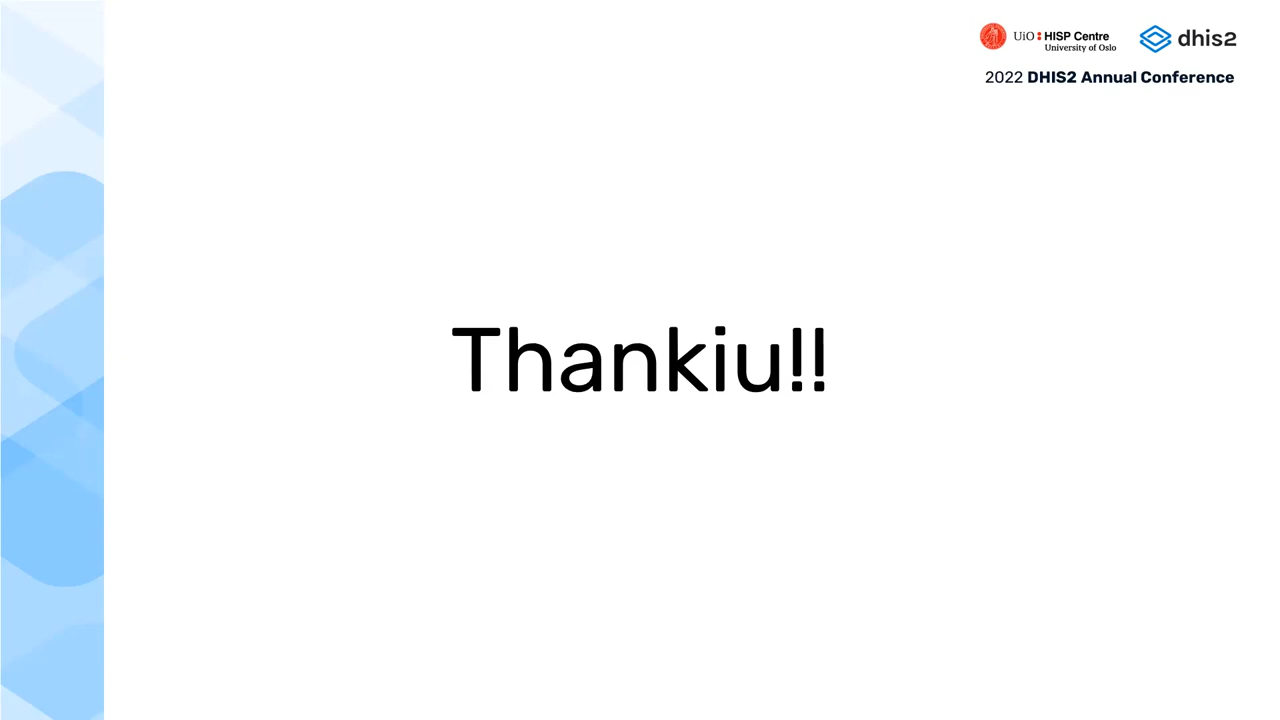 UiO : HISP Centre
University of Oslo
dhis2
2022 DHIS2 Annual Conference
Thankiu!!